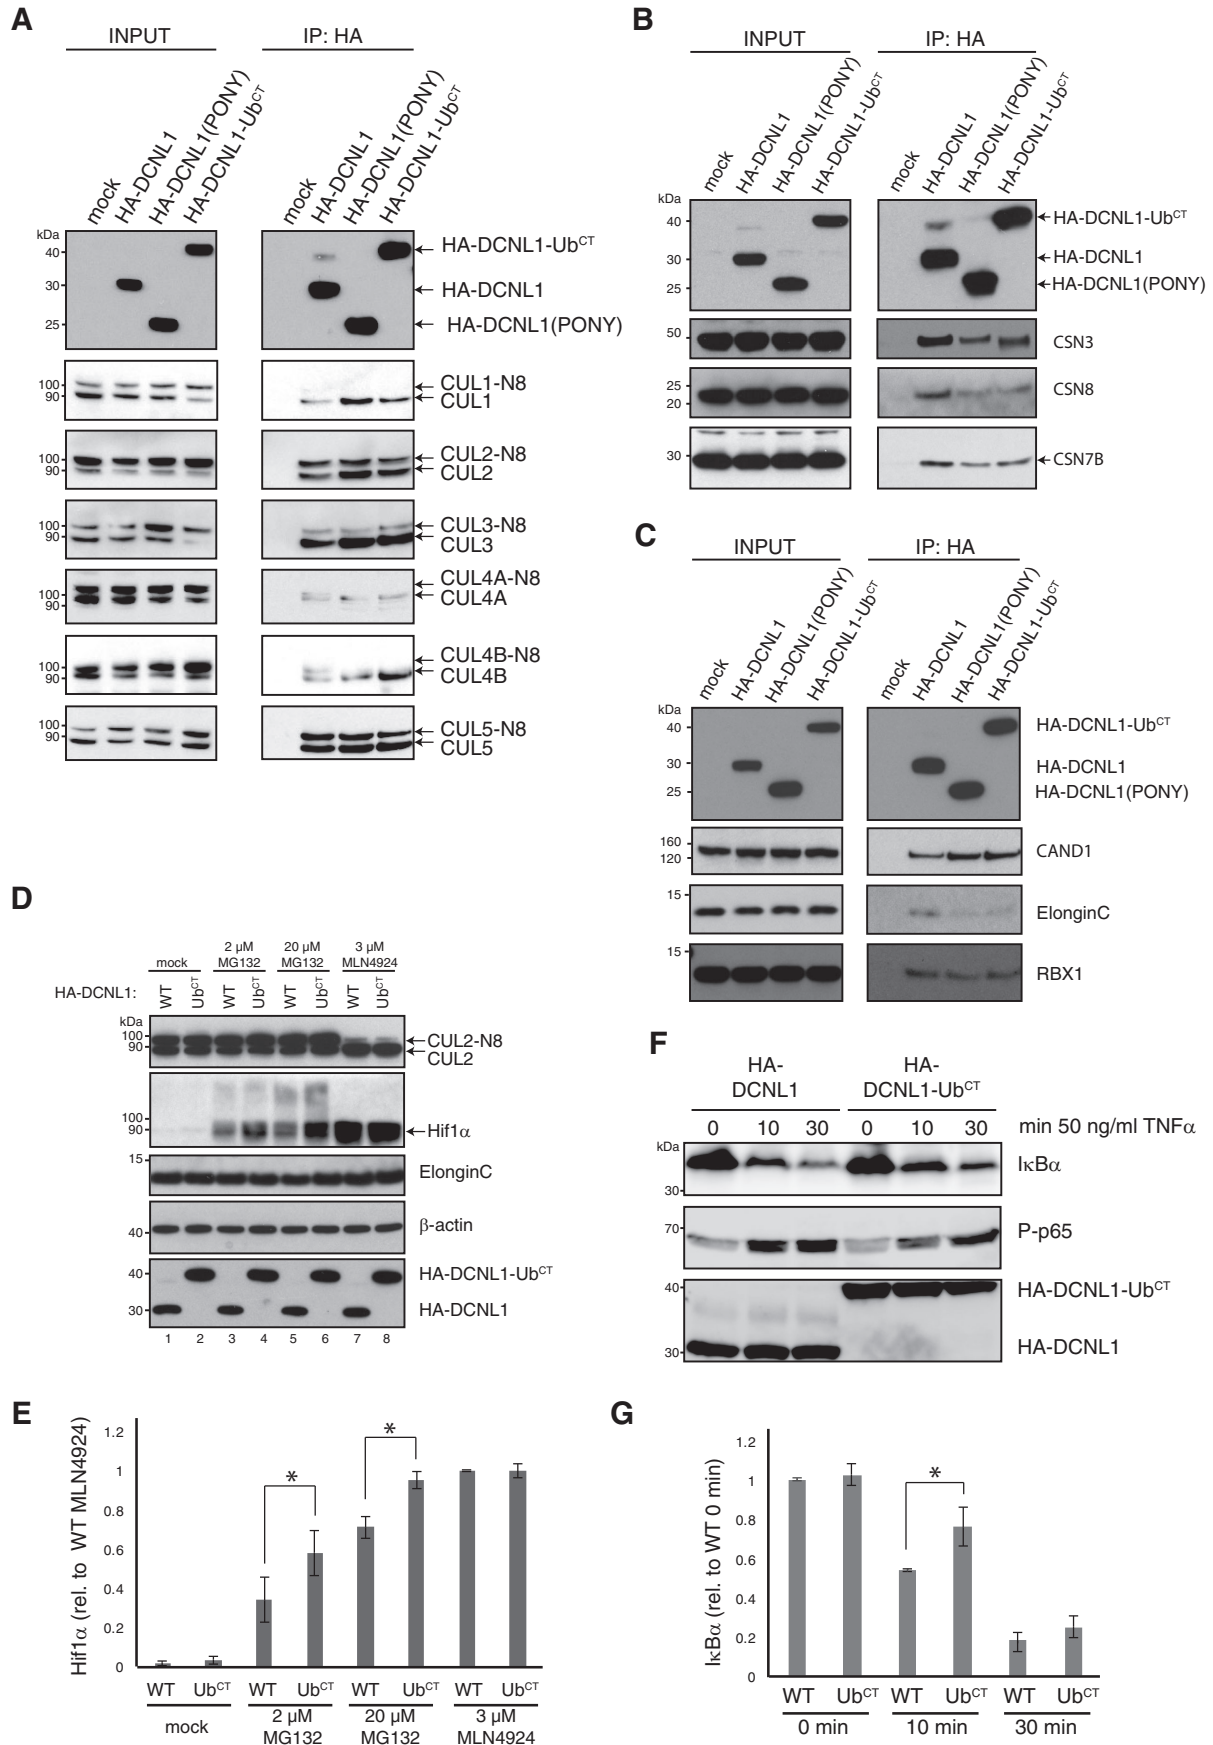 A
INPUT
IP: HA
mock
HA-DCNL1
HA-DCNL1(PONY)
HA-DCNL1-Ub^CT
mock
HA-DCNL1
HA-DCNL1(PONY)
HA-DCNL1-Ub^CT
kDa
40
30
25
HA-DCNL1-Ub^CT
HA-DCNL1
HA-DCNL1(PONY)
100
90
CUL1-N8
CUL1
100
90
CUL2-N8
CUL2
100
90
CUL3-N8
CUL3
100
90
CUL4A-N8
CUL4A
100
90
CUL4B-N8
CUL4B
100
90
CUL5-N8
CUL5
B
INPUT
IP: HA
mock
HA-DCNL1
HA-DCNL1(PONY)
HA-DCNL1-Ub^CT
mock
HA-DCNL1
HA-DCNL1(PONY)
HA-DCNL1-Ub^CT
kDa
40
30
25
HA-DCNL1-Ub^CT
HA-DCNL1
HA-DCNL1(PONY)
50
CSN3
25
20
CSN8
30
CSN7B
C
INPUT
IP: HA
mock
HA-DCNL1
HA-DCNL1(PONY)
HA-DCNL1-Ub^CT
mock
HA-DCNL1
HA-DCNL1(PONY)
HA-DCNL1-Ub^CT
kDa
40
30
25
HA-DCNL1-Ub^CT
HA-DCNL1
HA-DCNL1(PONY)
160
120
CAND1
15
ElonginC
15
RBX1
D
mock
2 µM MG132
20 µM MG132
3 µM MLN4924
HA-DCNL1:
WT
Ub^CT
WT
Ub^CT
WT
Ub^CT
WT
Ub^CT
kDa
100
90
CUL2-N8
CUL2
100
90
Hif1α
15
ElonginC
40
β-actin
40
30
HA-DCNL1-Ub^CT
HA-DCNL1
1 2 3 4 5 6 7 8
F
HA-DCNL1
HA-DCNL1-Ub^CT
0 10 30 0 10 30 min 50 ng/ml TNFα
kDa
30
IκBα
70
P-p65
40
30
HA-DCNL1-Ub^CT
HA-DCNL1
E
Hif1α (rel. to WT MLN4924)
1.2
1
0.8
0.6
0.4
0.2
0
*
*
WT Ub^CT WT Ub^CT WT Ub^CT WT Ub^CT
mock
2 µM MG132
20 µM MG132
3 µM MLN4924
G
IκBα (rel. to WT 0 min)
1.2
1
0.8
0.6
0.4
0.2
0
*
WT Ub^CT WT Ub^CT WT Ub^CT
0 min 10 min 30 min